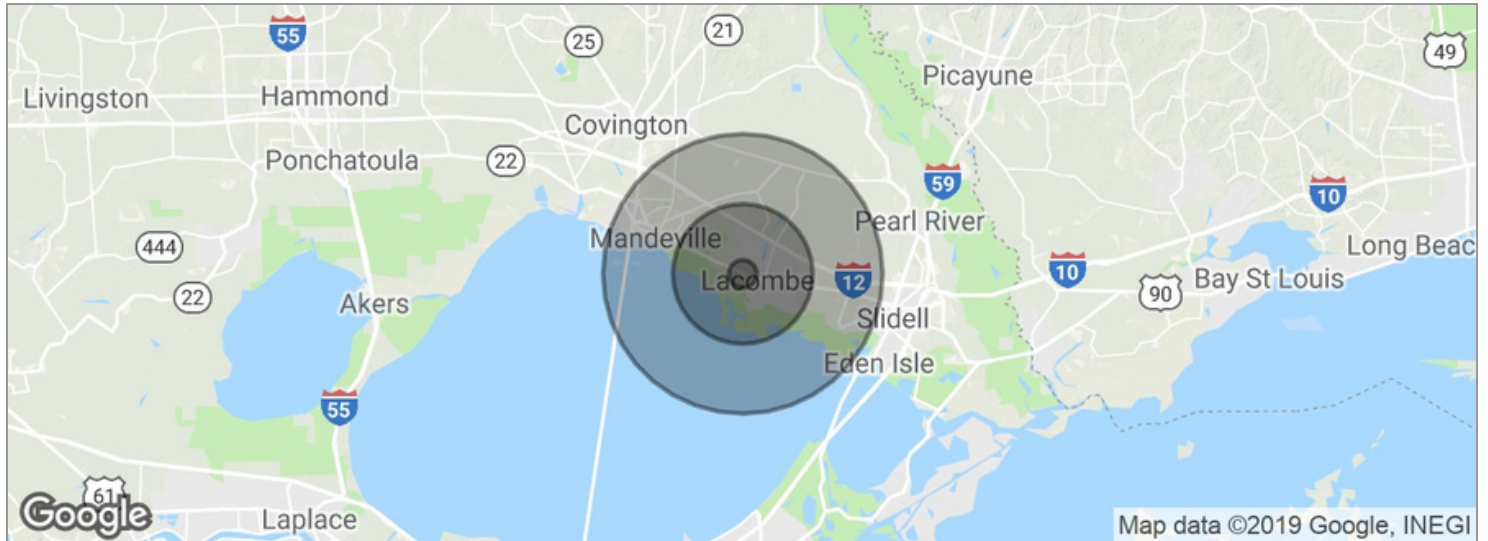 55
25
21
49
Picayune
Livingston
Hammond
Covington
Ponchatoula
22
59
10
Pearl River
444
Mandeville
Long Beac
Lacombe
12
10
Bay St Louis
22
Akers
90
Slidell
Eden Isle
55
61
Google
Laplace
Map data ©2019 Google, INEGI